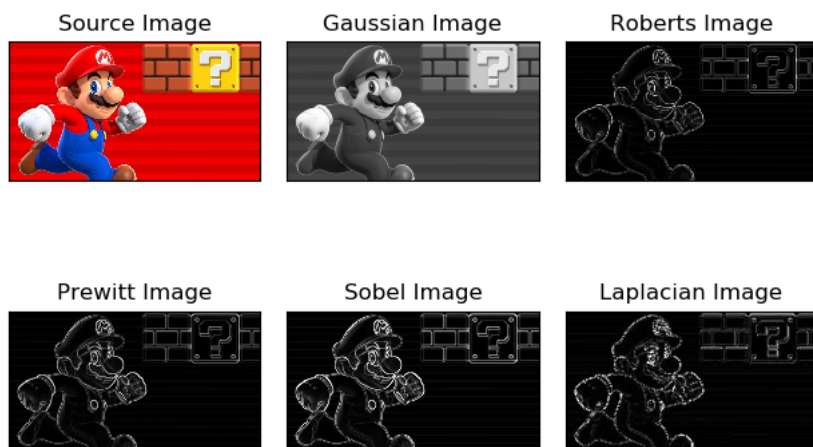 Source Image
Gaussian Image
Roberts Image
M
?
M
?
M
?
Prewitt Image
Sobel Image
Laplacian Image
M
?
M
?
?